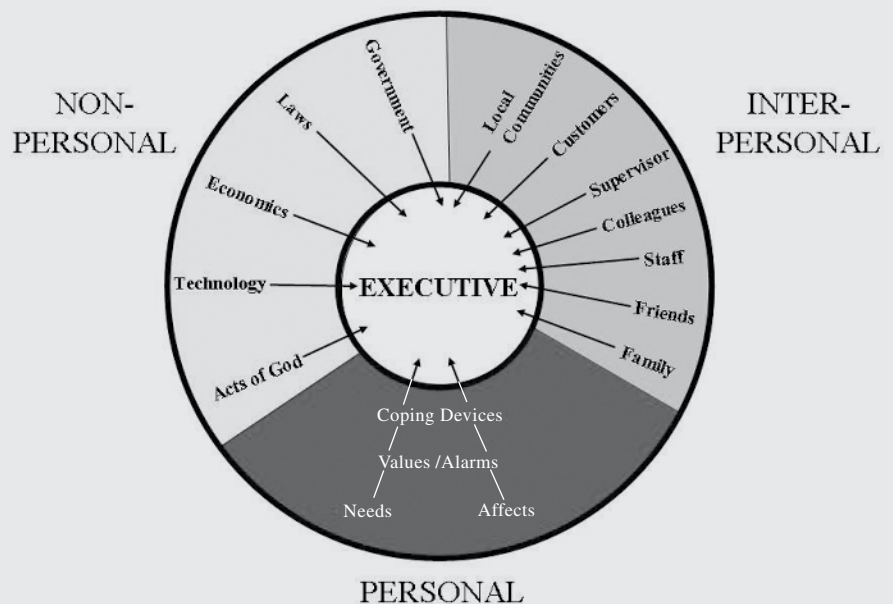 NON-
PERSONAL
INTER-
PERSONAL
Government
Laws
Economics
Technology
Acts of God
Local
Communities
Customers
Supervisor
Colleagues
Staff
Friends
Family
EXECUTIVE
Coping Devices
Values /Alarms
Needs
Affects
PERSONAL